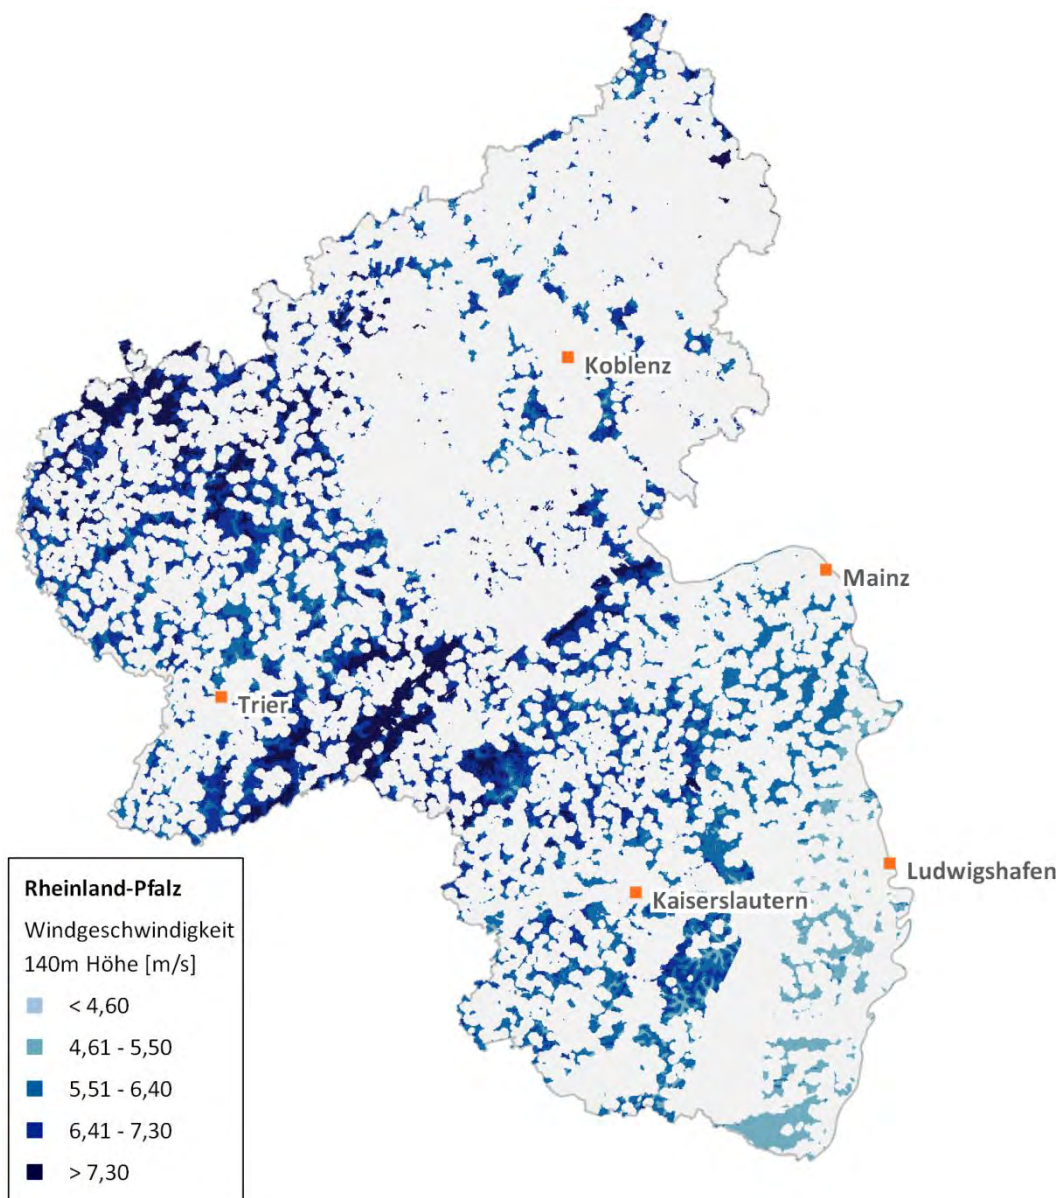 Koblenz
Mainz
Trier
Ludwigshafen
Kaiserslautern
Rheinland-Pfalz
Windgeschwindigkeit
140m Höhe [m/s]
< 4,60
4,61 - 5,50
5,51 - 6,40
6,41 - 7,30
> 7,30